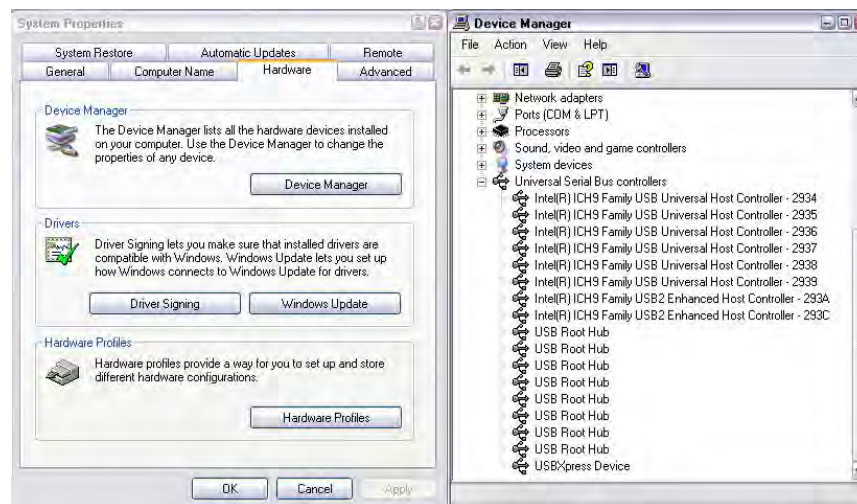 System Properties
System Restore
Automatic Updates
Remote
General
Computer Name
Hardware
Advanced
Device Manager
The Device Manager lists all the hardware devices installed
on your computer. Use the Device Manager to change the
properties of any device.
Device Manager
Drivers
Driver Signing lets you make sure that installed drivers are
compatible with Windows. Windows Update lets you set up
how Windows connects to Windows Update for drivers.
Driver Signing
Windows Update
Hardware Profiles
Hardware profiles provide a way for you to set up and store
different hardware configurations.
Hardware Profiles
OK
Cancel
Apply
Device Manager
File Action View Help
Network adapters
Ports (COM & LPT)
Processors
Sound, video and game controllers
System devices
Universal Serial Bus controllers
Intel(R) ICH9 Family USB Universal Host Controller - 2934
Intel(R) ICH9 Family USB Universal Host Controller - 2935
Intel(R) ICH9 Family USB Universal Host Controller - 2936
Intel(R) ICH9 Family USB Universal Host Controller - 2937
Intel(R) ICH9 Family USB Universal Host Controller - 2938
Intel(R) ICH9 Family USB Universal Host Controller - 2939
Intel(R) ICH9 Family USB2 Enhanced Host Controller - 293A
Intel(R) ICH9 Family USB2 Enhanced Host Controller - 293C
USB Root Hub
USB Root Hub
USB Root Hub
USB Root Hub
USB Root Hub
USB Root Hub
USB Root Hub
USB Root Hub
USBXpress Device